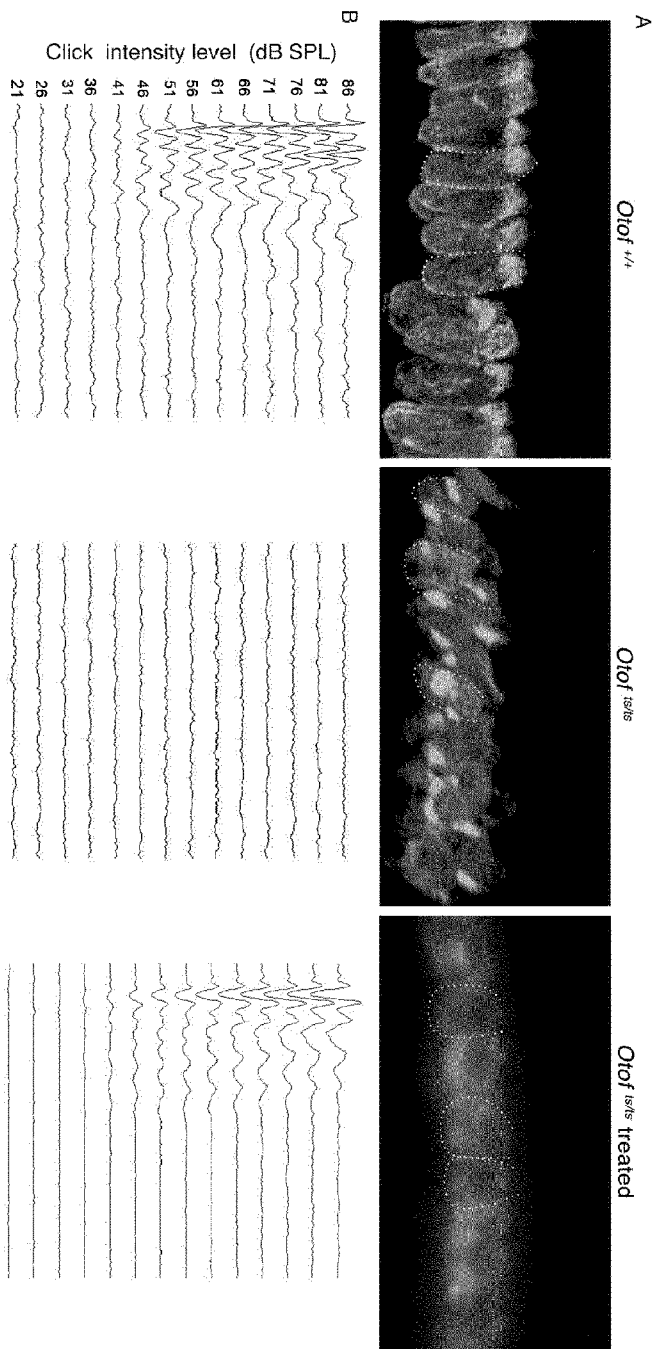 A
Otof +/+
Otof ts/ts
Otof ts/ts treated
B
Click intensity level (dB SPL)
86
81
76
71
66
61
56
51
46
41
36
31
26
21